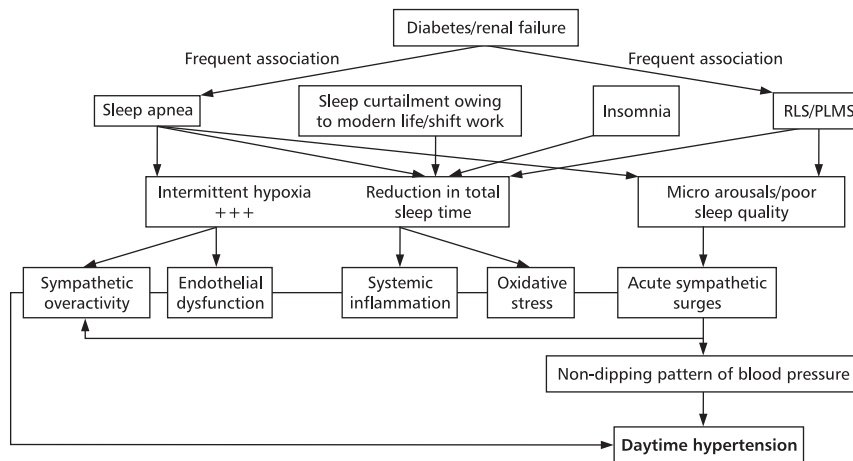 Diabetes/renal failure
Frequent association
Frequent association
Sleep apnea
Sleep curtailment owing
to modern life/shift work
Insomnia
RLS/PLMS
Intermittent hypoxia
+++
Reduction in total
sleep time
Micro arousals/poor
sleep quality
Sympathetic
overactivity
Endothelial
dysfunction
Systemic
inflammation
Oxidative
stress
Acute sympathetic
surges
Non-dipping pattern of blood pressure
Daytime hypertension